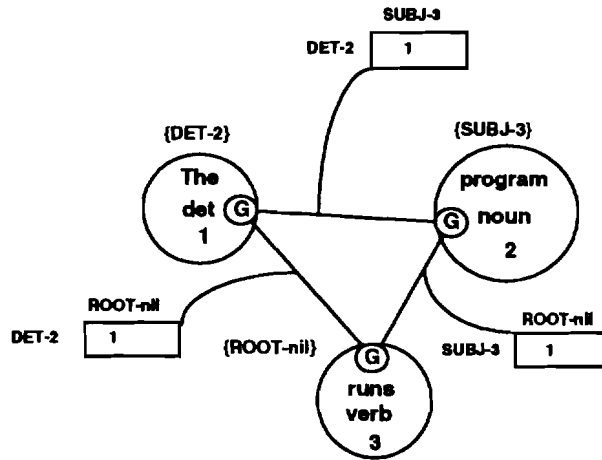 SUBJ-3
DET-2 1
{DET-2} {SUBJ-3}
The
det G
1
program
G noun
2
ROOT-nil
DET-2 1
{ROOT-nil}
ROOT-nil
SUBJ-3 1
G
runs
verb
3